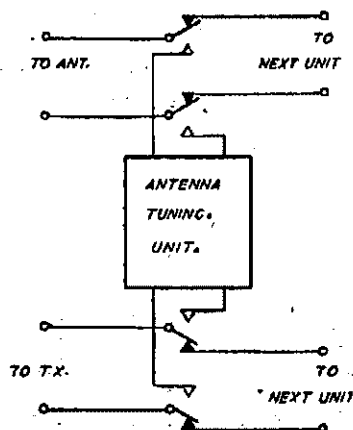 TO ANT.
TO
NEXT UNIT
ANTENNA
TUNING.
UNIT.
TO TX.
TO
NEXT UNIT